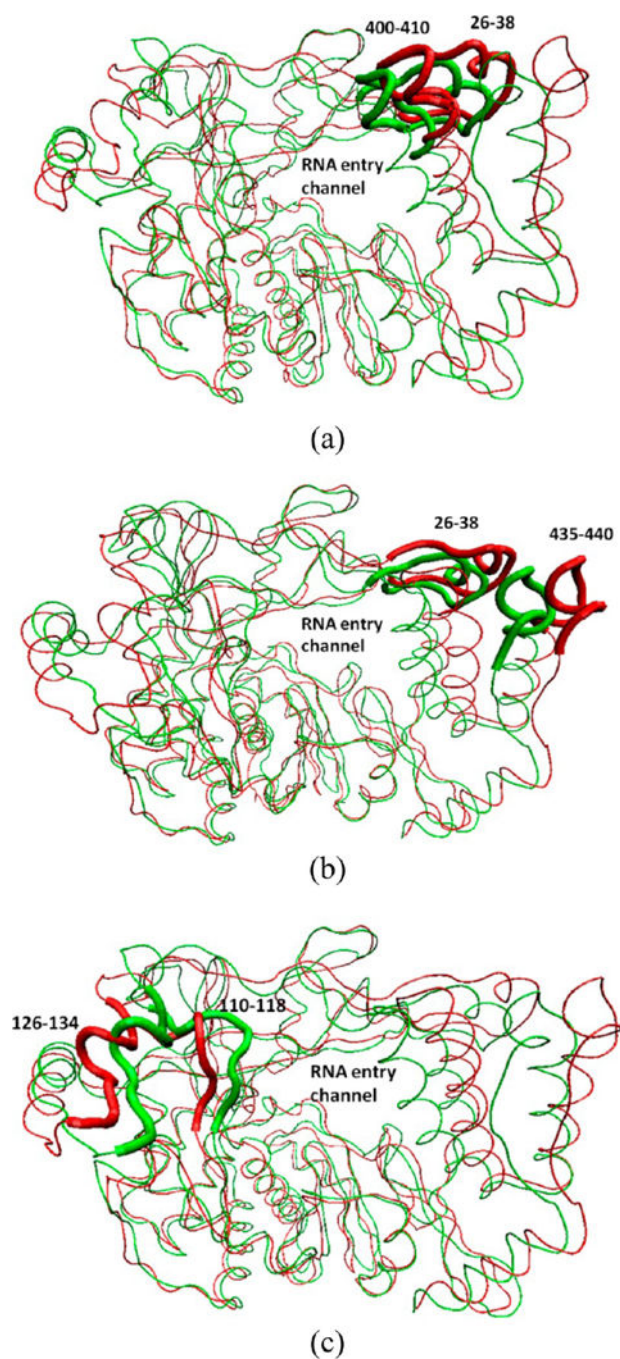 400-410 26-38
RNA entry
channel
(a)
26-38 435-440
RNA entry
channel
(b)
126-134 110-118
RNA entry
channel
(c)